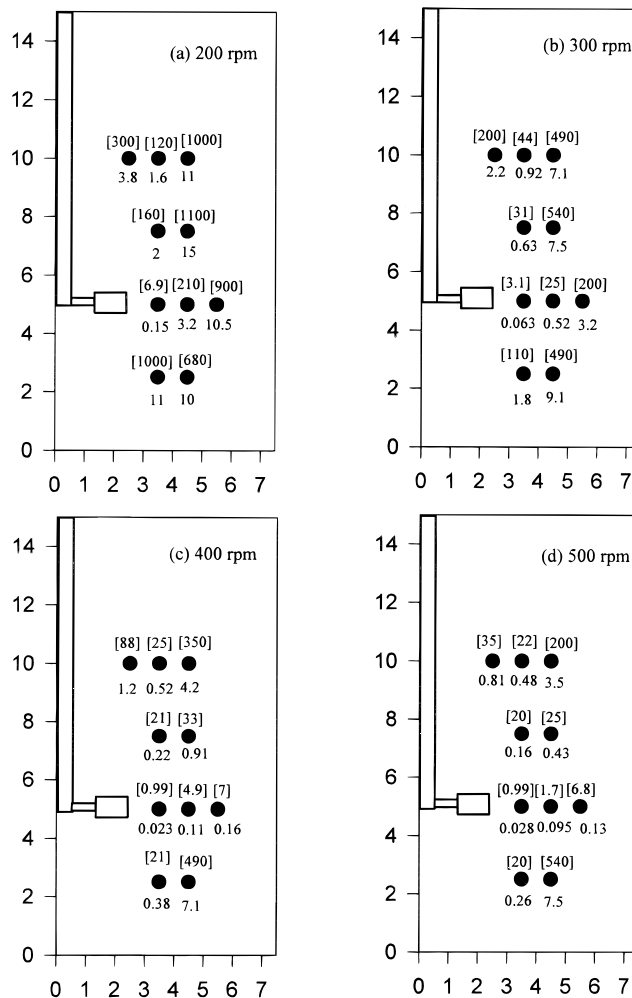 (a) 200 rpm
14
12
[300] [120] [1000]
10
3.8 1.6 11
[160] [1100]
8
2 15
6
[6.9] [210] [900]
0.15 3.2 10.5
4
[1000] [680]
2
11 10
0
0 1 2 3 4 5 6 7
(b) 300 rpm
14
12
[200] [44] [490]
10
2.2 0.92 7.1
[31] [540]
8
0.63 7.5
6
[3.1] [25] [200]
0.063 0.52 3.2
4
[110] [490]
2
1.8 9.1
0
0 1 2 3 4 5 6 7
(c) 400 rpm
14
12
[88] [25] [350]
10
1.2 0.52 4.2
[21] [33]
8
0.22 0.91
6
[0.99] [4.9] [7]
0.023 0.11 0.16
4
[21] [490]
2
0.38 7.1
0
0 1 2 3 4 5 6 7
(d) 500 rpm
14
12
[35] [22] [200]
10
0.81 0.48 3.5
[20] [25]
8
0.16 0.43
6
[0.99] [1.7] [6.8]
0.028 0.095 0.13
4
[20] [540]
2
0.26 7.5
0
0 1 2 3 4 5 6 7